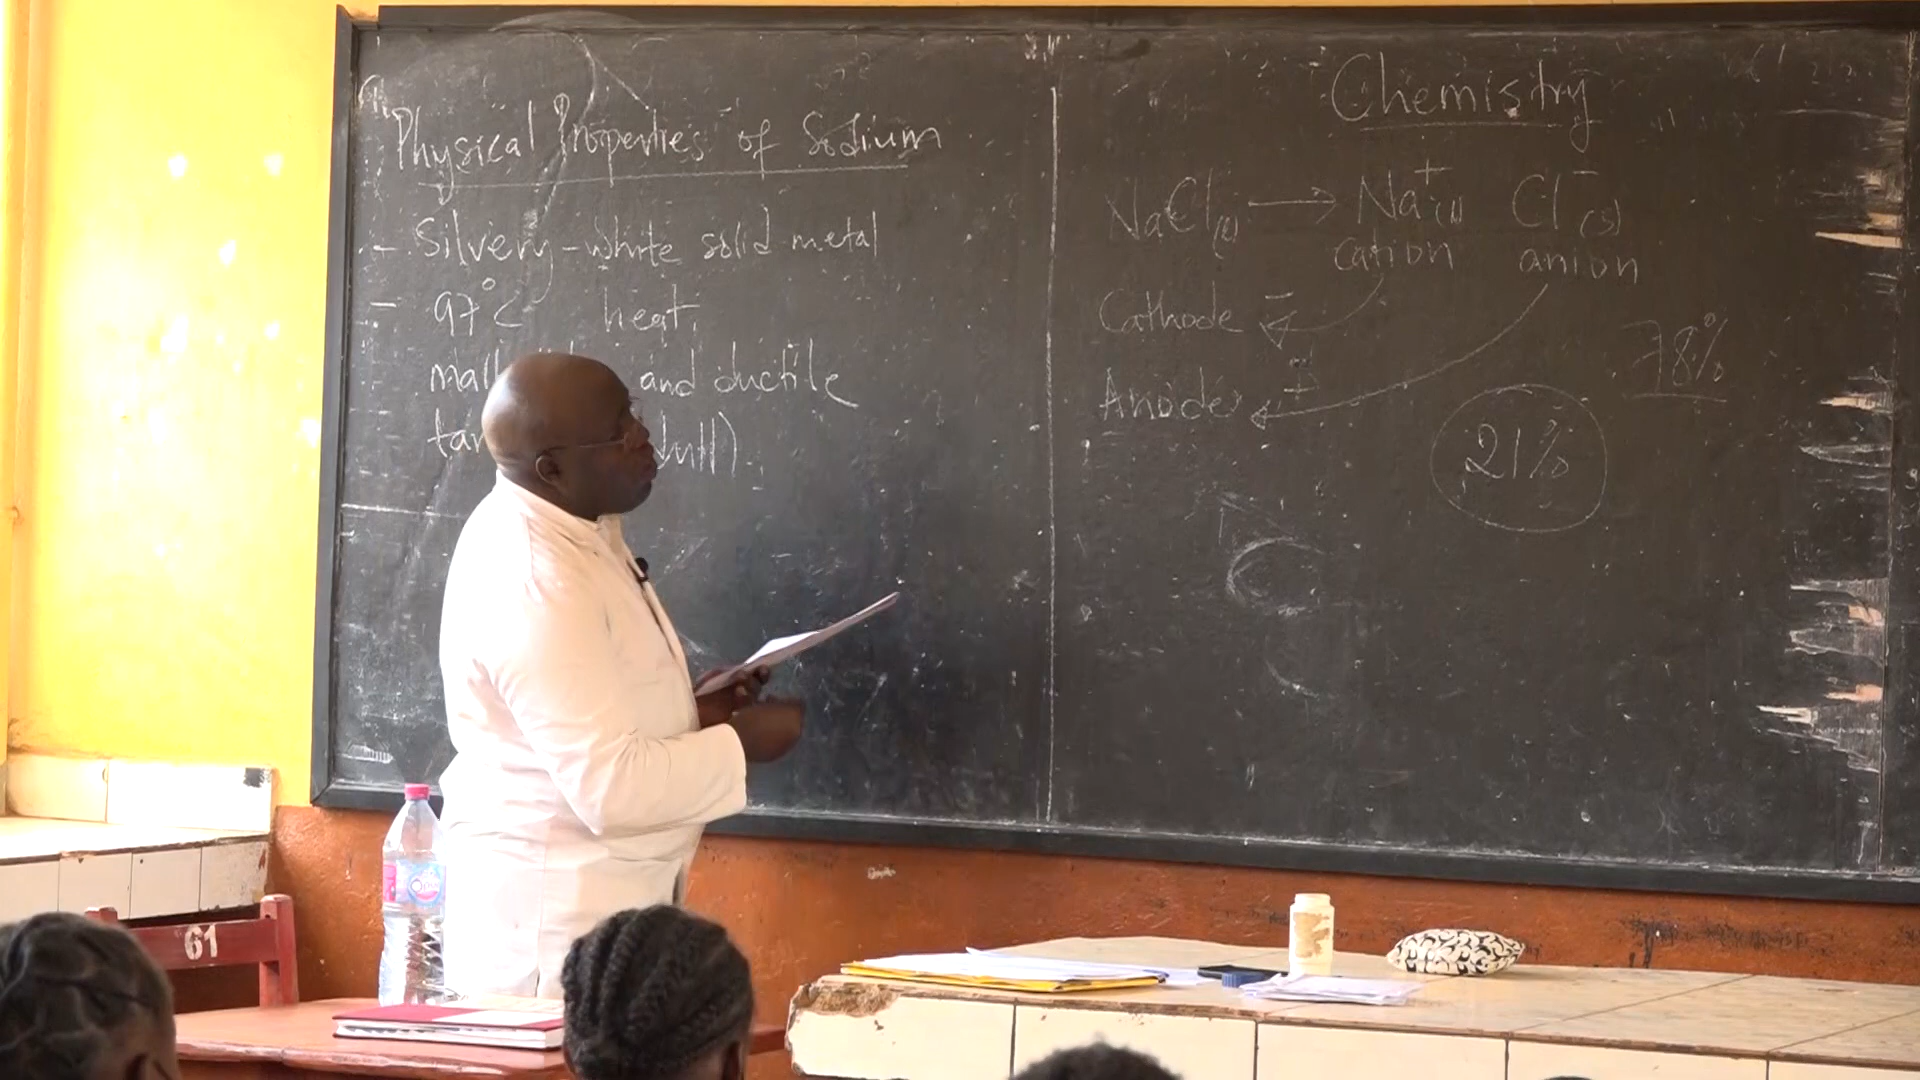 Physical Properties of Sodium
- Silvery-white solid metal
- 97°C heat,
and ductile
dull).
Chemistry
NaCl(l) → Na⁺(l) Cl⁻(s)
cation anion
Cathode -
Anode +
78%
21%
61